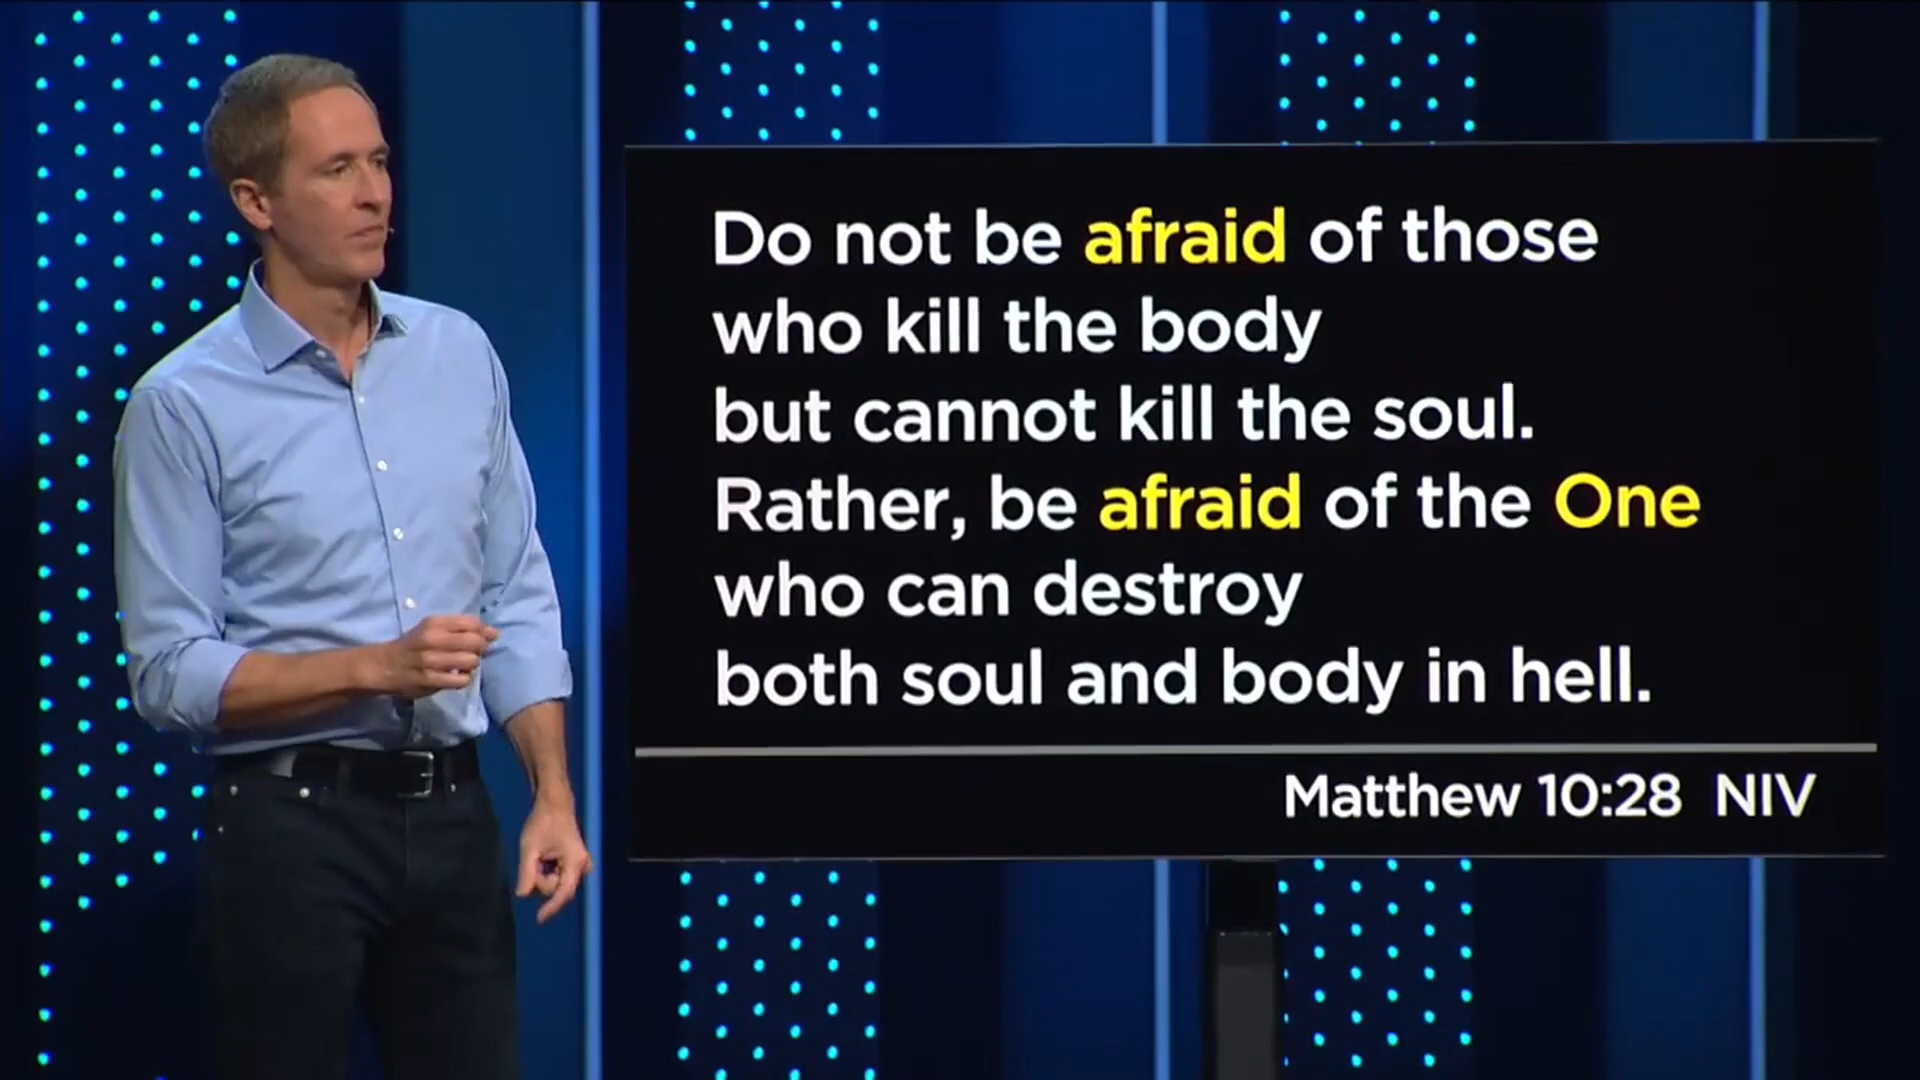 Do not be afraid of those
who kill the body
but cannot kill the soul.
Rather, be afraid of the One
who can destroy
both soul and body in hell.
Matthew 10:28 NIV